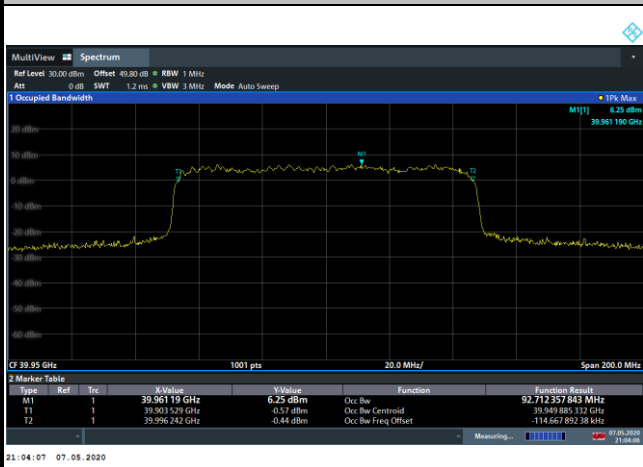 MultiView Spectrum
Ref Level 30.00 dBm Offset 49.80 dB RBW 1 MHz
Att 0 dB SWT 1.2 ms VBW 3 MHz Mode Auto Sweep
1 Occupied Bandwidth 1Pk Max
M1[1] 6.25 dBm
39.961 190 GHz
20 dBm
10 dBm
M1
T1 T2
0 dBm
-10 dBm
-20 dBm
-30 dBm
-40 dBm
-50 dBm
-60 dBm
CF 39.95 GHz 1001 pts 20.0 MHz/ Span 200.0 MHz
2 Marker Table
Type Ref Trc X-Value Y-Value Function Function Result
M1 1 39.961 19 GHz 6.25 dBm Occ Bw 92.712 357 843 MHz
T1 1 39.903 529 GHz -0.57 dBm Occ Bw Centroid 39.949 885 332 GHz
T2 1 39.996 242 GHz -0.44 dBm Occ Bw Freq Offset -114.667 892 38 kHz
Measuring... 07.05.2020
21:04:06
21:04:07 07.05.2020